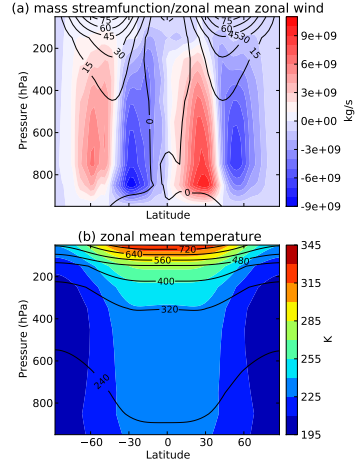 (a) mass streamfunction/zonal mean zonal wind
75
60
45
30
15
75
60
4530
15
0
0
200
400
600
800
Pressure (hPa)
Latitude
9e+09
6e+09
3e+09
0e+00
-3e+09
-6e+09
-9e+09
kg/s
(b) zonal mean temperature
720
640
560
480
400
320
240
200
400
600
800
Pressure (hPa)
−60
−30
0
30
60
Latitude
345
315
285
255
225
195
K